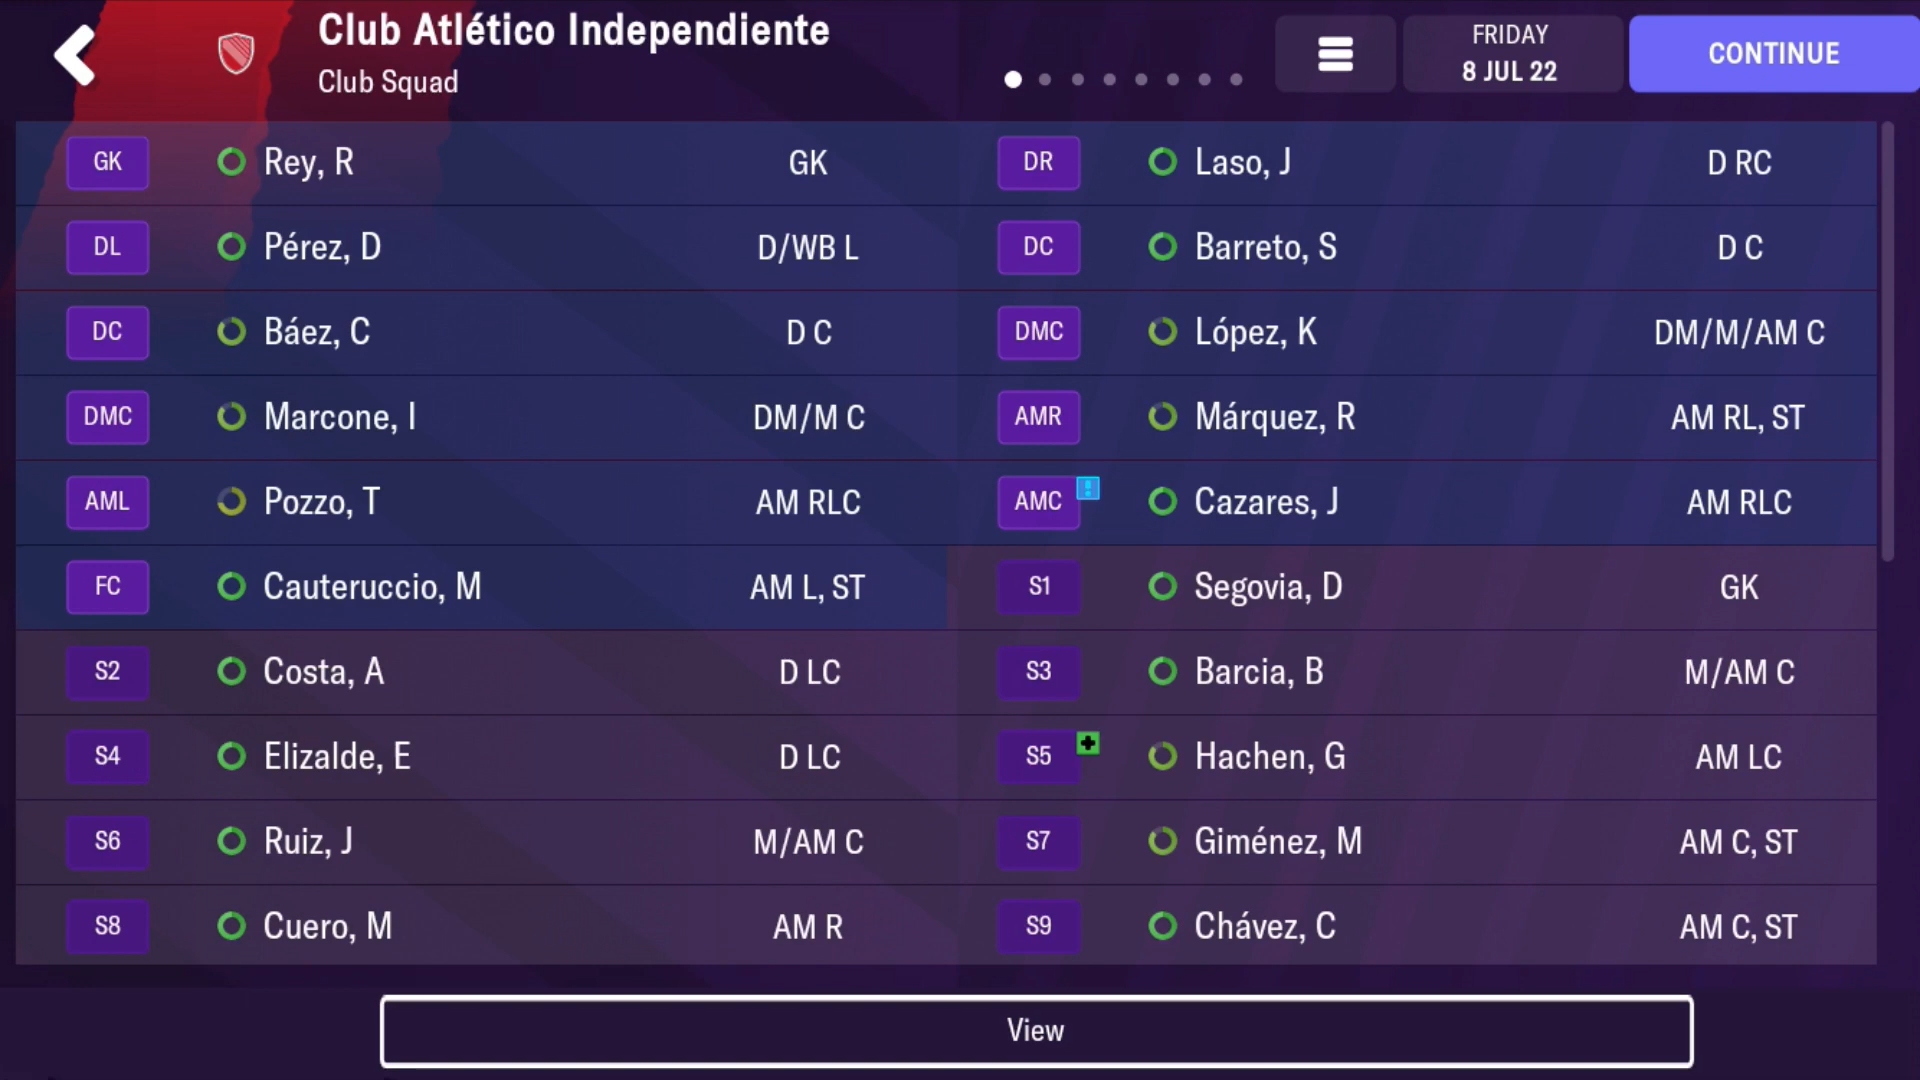 Club Atlético Independiente
Club Squad
FRIDAY
8 JUL 22
CONTINUE
GK Rey, R GK
DR Laso, J D RC
DL Pérez, D D/WB L
DC Barreto, S D C
DC Báez, C D C
DMC López, K DM/M/AM C
DMC Marcone, I DM/M C
AMR Márquez, R AM RL, ST
AML Pozzo, T AM RLC
AMC Cazares, J AM RLC
FC Cauteruccio, M AM L, ST
S1 Segovia, D GK
S2 Costa, A D LC
S3 Barcia, B M/AM C
S4 Elizalde, E D LC
S5 Hachen, G AM LC
S6 Ruiz, J M/AM C
S7 Giménez, M AM C, ST
S8 Cuero, M AM R
S9 Chávez, C AM C, ST
View